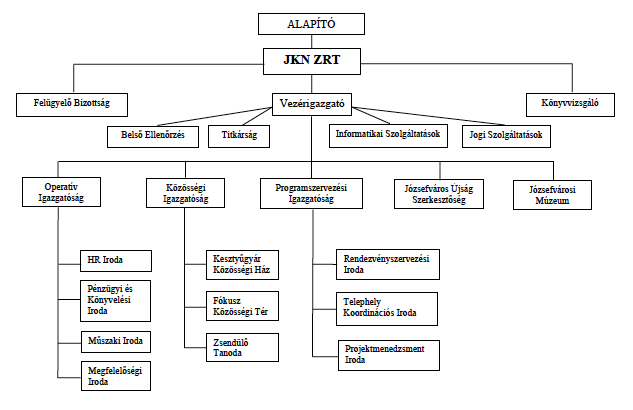 ALAPÍTÓ
JKN ZRT
Felügyelő Bizottság
Vezérigazgató
Könyvvizsgáló
Belső Ellenőrzés
Titkárság
Informatikai Szolgáltatások
Jogi Szolgáltatások
Operatív
Igazgatóság
Közösségi
Igazgatóság
Programszervezési
Igazgatóság
Józsefváros Újság
Szerkesztőség
Józsefvárosi
Múzeum
HR Iroda
Pénzügyi és
Könyvelési
Iroda
Műszaki Iroda
Megfelelőségi
Iroda
Kesztyűgyár
Közösségi Ház
Fókusz
Közösségi Tér
Zsendülő
Tanoda
Rendezvényszervezési
Iroda
Telephely
Koordinációs Iroda
Projektmenedzsment
Iroda